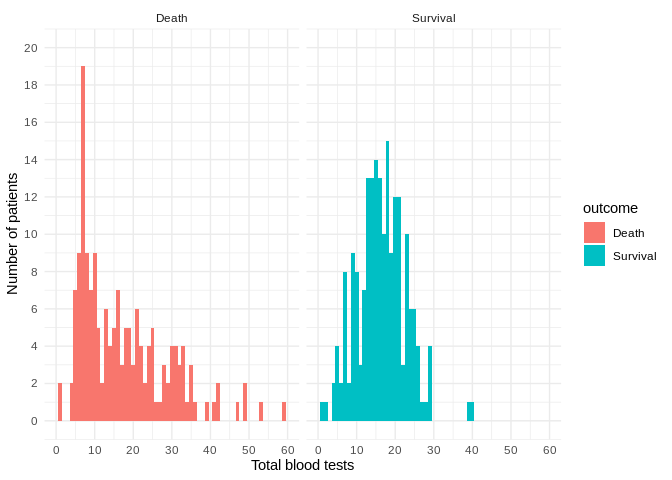 Death Survival
20
18
16
14
12
10
8
6
4
2
0
Number of patients
0 10 20 30 40 50 60 0 10 20 30 40 50 60
Total blood tests
outcome
Death
Survival